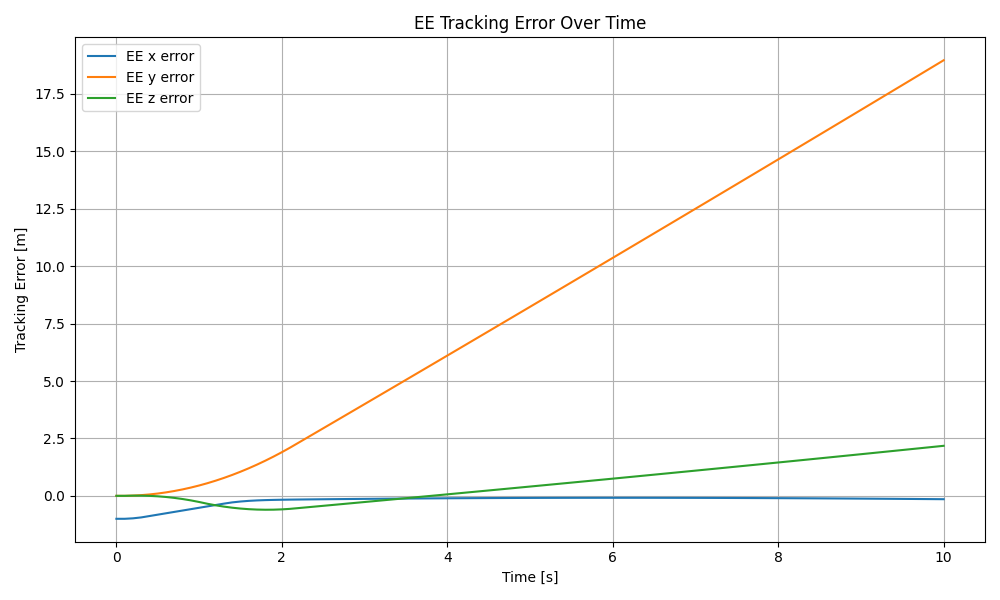 EE Tracking Error Over Time
EE x error
EE y error
EE z error
17.5
15.0
12.5
10.0
7.5
5.0
2.5
0.0
Tracking Error [m]
0 2 4 6 8 10
Time [s]